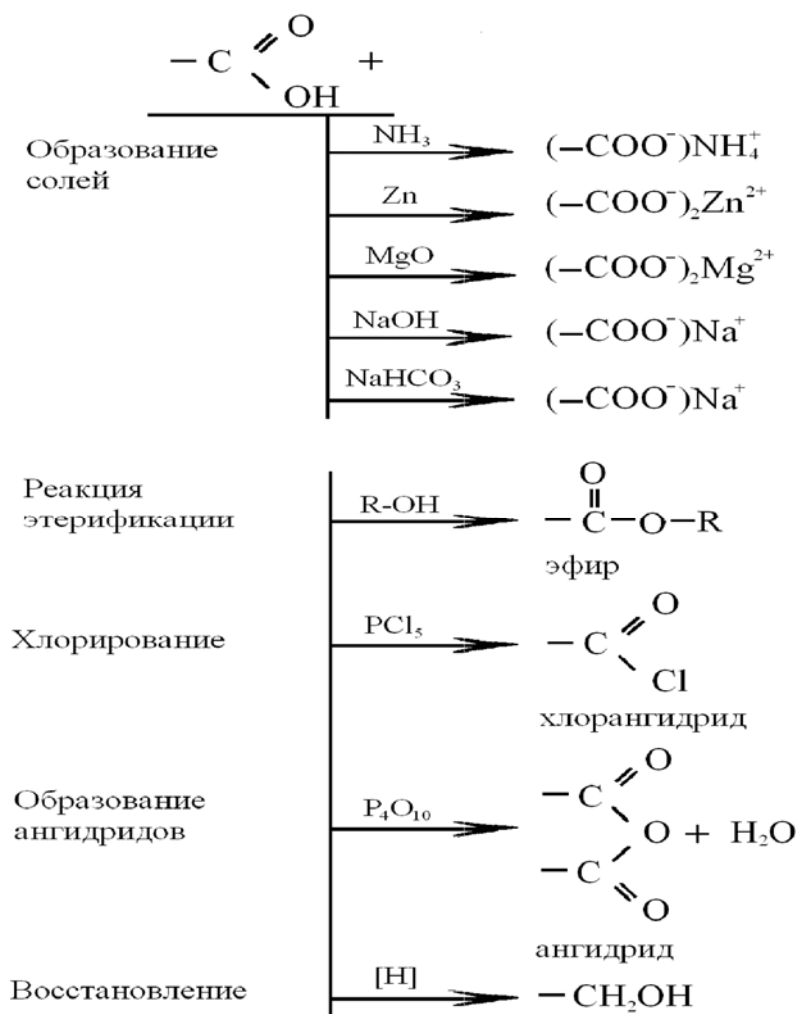 O
– C +
OH
Образование
солей
NH₃ (–COO⁻)NH₄⁺
Zn (–COO⁻)₂Zn²⁺
MgO (–COO⁻)₂Mg²⁺
NaOH (–COO⁻)Na⁺
NaHCO₃ (–COO⁻)Na⁺
Реакция
этерификации
R-OH
O
– C – O – R
эфир
Хлорирование
PCl₅
O
– C
Cl
хлорангидрид
Образование
ангидридов
P₄O₁₀
O
– C
O + H₂O
– C
O
ангидрид
Восстановление
[H] – CH₂OH